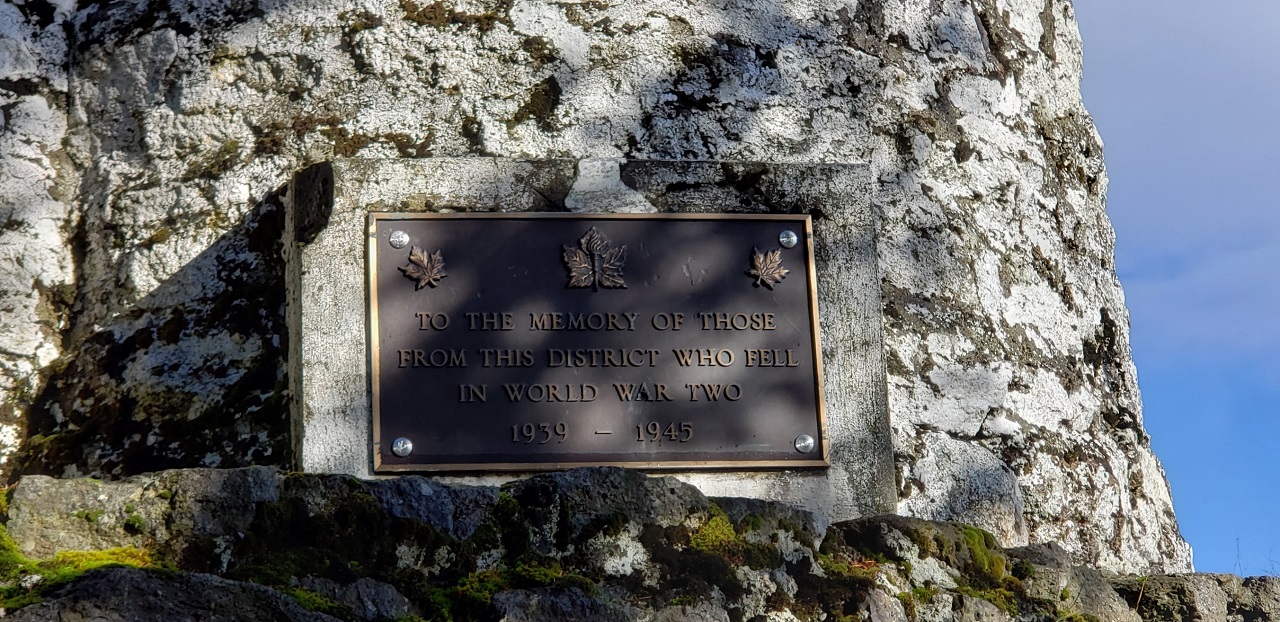 TO THE MEMORY OF THOSE
FROM THIS DISTRICT WHO FELL
IN WORLD WAR TWO
1939 – 1945